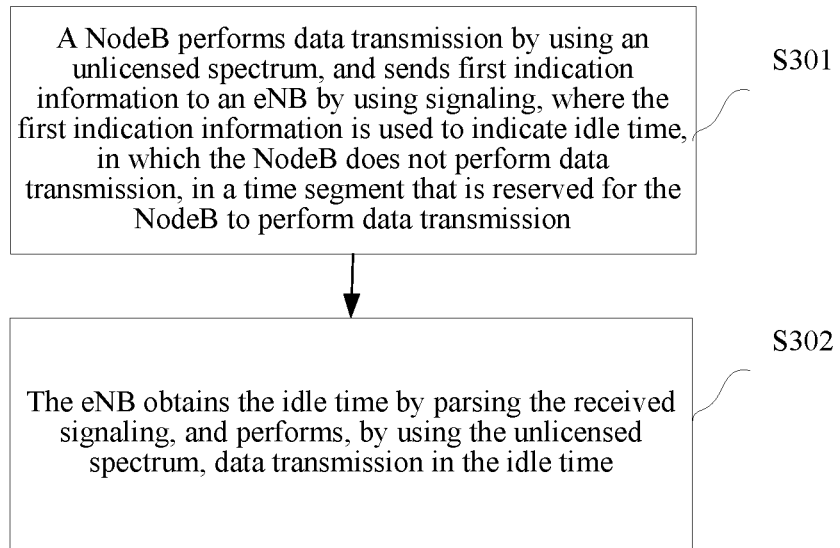 A NodeB performs data transmission by using an
unlicensed spectrum, and sends first indication
information to an eNB by using signaling, where the
first indication information is used to indicate idle time,
in which the NodeB does not perform data
transmission, in a time segment that is reserved for the
NodeB to perform data transmission
S301
The eNB obtains the idle time by parsing the received
signaling, and performs, by using the unlicensed
spectrum, data transmission in the idle time
S302